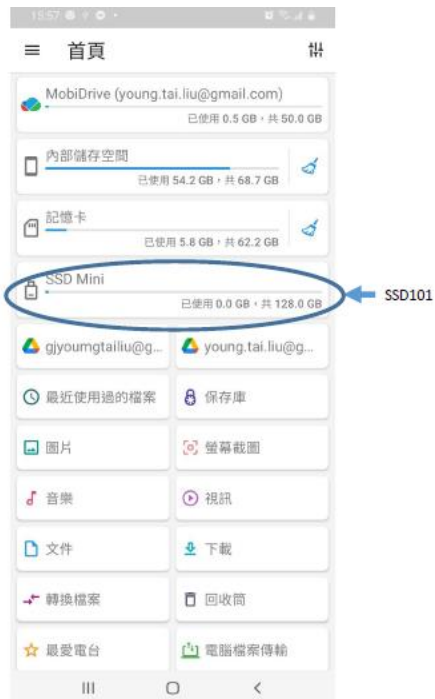 15:57
首頁
MobiDrive (young.tai.liu@gmail.com)
已使用 0.5 GB，共 50.0 GB
內部儲存空間
已使用 54.2 GB，共 68.7 GB
記憶卡
已使用 5.8 GB，共 62.2 GB
SSD Mini
已使用 0.0 GB，共 128.0 GB
SSD101
gjyoumgtailiu@g...
young.tai.liu@g...
最近使用過的檔案
保存庫
圖片
螢幕截圖
音樂
視訊
文件
下載
轉換檔案
回收筒
最愛電台
電腦檔案傳輸